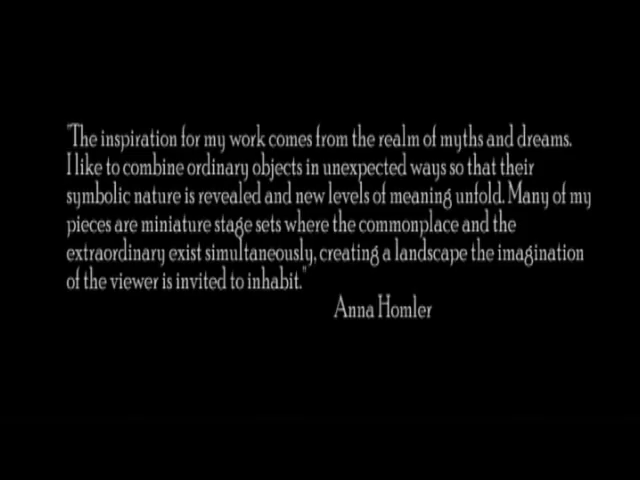 "The inspiration for my work comes from the realm of myths and dreams.
I like to combine ordinary objects in unexpected ways so that their
symbolic nature is revealed and new levels of meaning unfold. Many of my
pieces are miniature stage sets where the commonplace and the
extraordinary exist simultaneously, creating a landscape the imagination
of the viewer is invited to inhabit."
Anna Homler